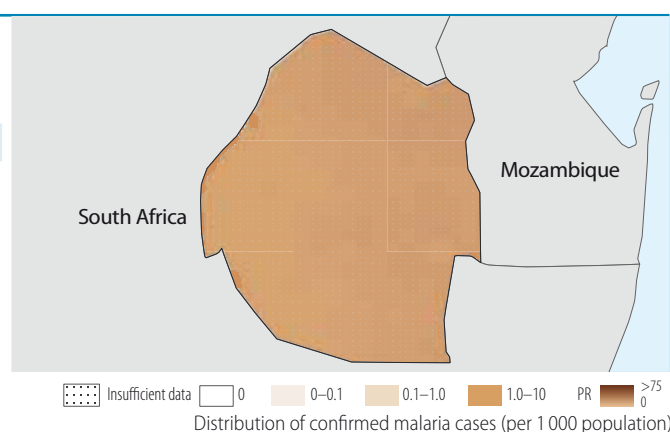 Mozambique
South Africa
Insufficient data 0 0–0.1 0.1–1.0 1.0–10 PR >75
0
Distribution of confirmed malaria cases (per 1 000 population)